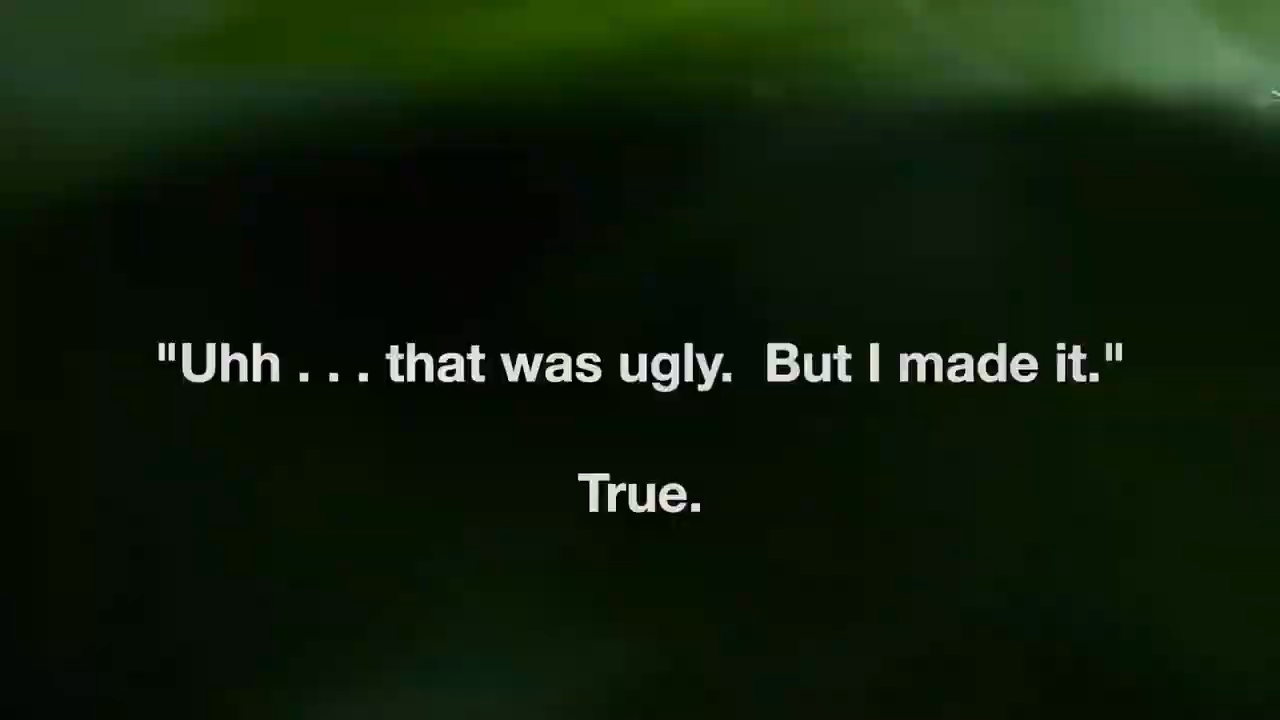 "Uhh . . . that was ugly.  But I made it."
True.